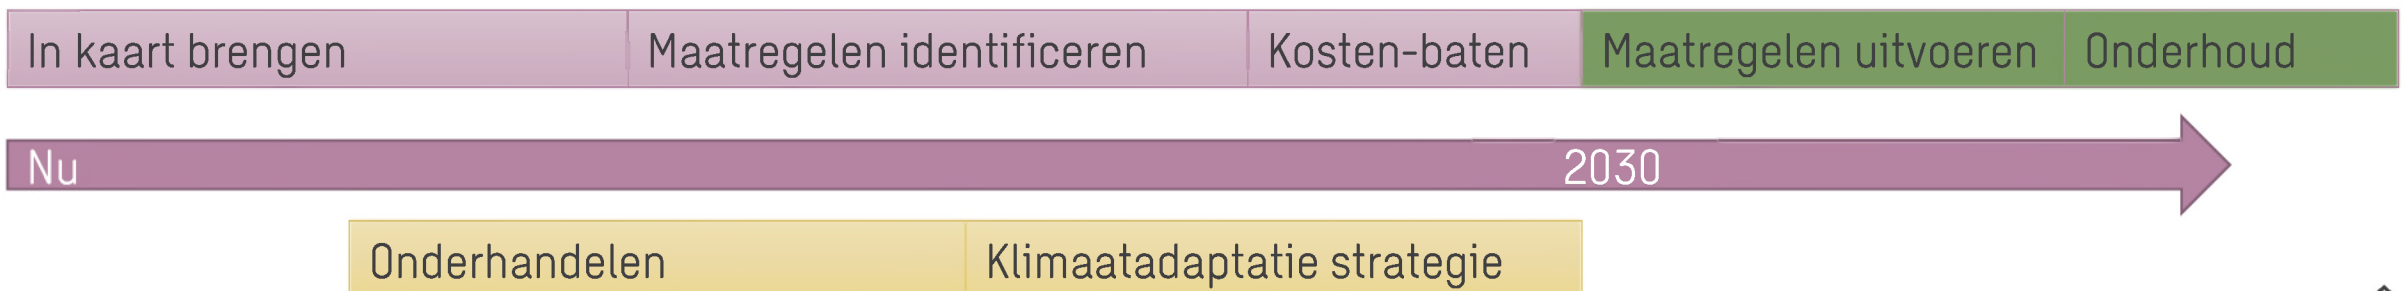 In kaart brengen
Maatregelen identificeren
Kosten-baten
Maatregelen uitvoeren
Onderhoud
Nu
2030
Onderhandelen
Klimaatadaptatie strategie